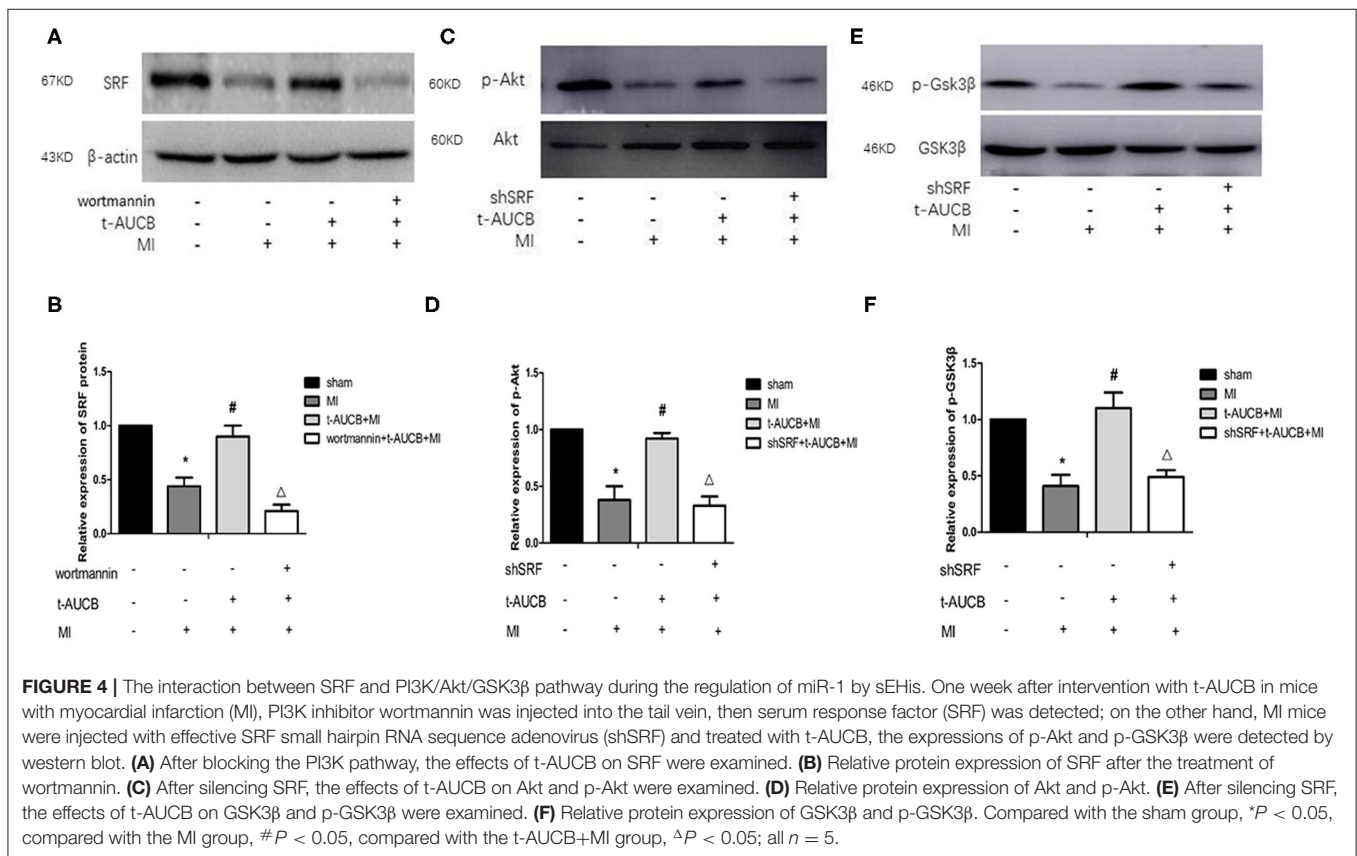 A
C
E
67KD SRF
43KD β-actin
wortmannin - - - +
t-AUCB - - + +
MI - + + +
60KD p-Akt
60KD Akt
shSRF - - - +
t-AUCB - - + +
MI - + + +
46KD p-Gsk3β
46KD GSK3β
shSRF - - - +
t-AUCB - - + +
MI - + + +
B
Relative expression of SRF protein
1.5
1.0
0.5
0.0
*
#
Δ
sham
MI
t-AUCB+MI
wortmannin+t-AUCB+MI
wortmannin - - - +
t-AUCB - - + +
MI - + + +
D
Relative expression of p-Akt
1.5
1.0
0.5
0.0
*
#
Δ
sham
MI
t-AUCB+MI
shSRF+t-AUCB+MI
shSRF - - - +
t-AUCB - - + +
MI - + + +
F
Relative expression of p-GSK3β
1.5
1.0
0.5
0.0
*
#
Δ
sham
MI
t-AUCB+MI
shSRF+t-AUCB+MI
shSRF - - - +
t-AUCB - - + +
MI - + + +
FIGURE 4 | The interaction between SRF and PI3K/Akt/GSK3β pathway during the regulation of miR-1 by sEHis. One week after intervention with t-AUCB in mice
with myocardial infarction (MI), PI3K inhibitor wortmannin was injected into the tail vein, then serum response factor (SRF) was detected; on the other hand, MI mice
were injected with effective SRF small hairpin RNA sequence adenovirus (shSRF) and treated with t-AUCB, the expressions of p-Akt and p-GSK3β were detected by
western blot. (A) After blocking the PI3K pathway, the effects of t-AUCB on SRF were examined. (B) Relative protein expression of SRF after the treatment of
wortmannin. (C) After silencing SRF, the effects of t-AUCB on Akt and p-Akt were examined. (D) Relative protein expression of Akt and p-Akt. (E) After silencing SRF,
the effects of t-AUCB on GSK3β and p-GSK3β were examined. (F) Relative protein expression of GSK3β and p-GSK3β. Compared with the sham group, *P < 0.05,
compared with the MI group, #P < 0.05, compared with the t-AUCB+MI group, ΔP < 0.05; all n = 5.